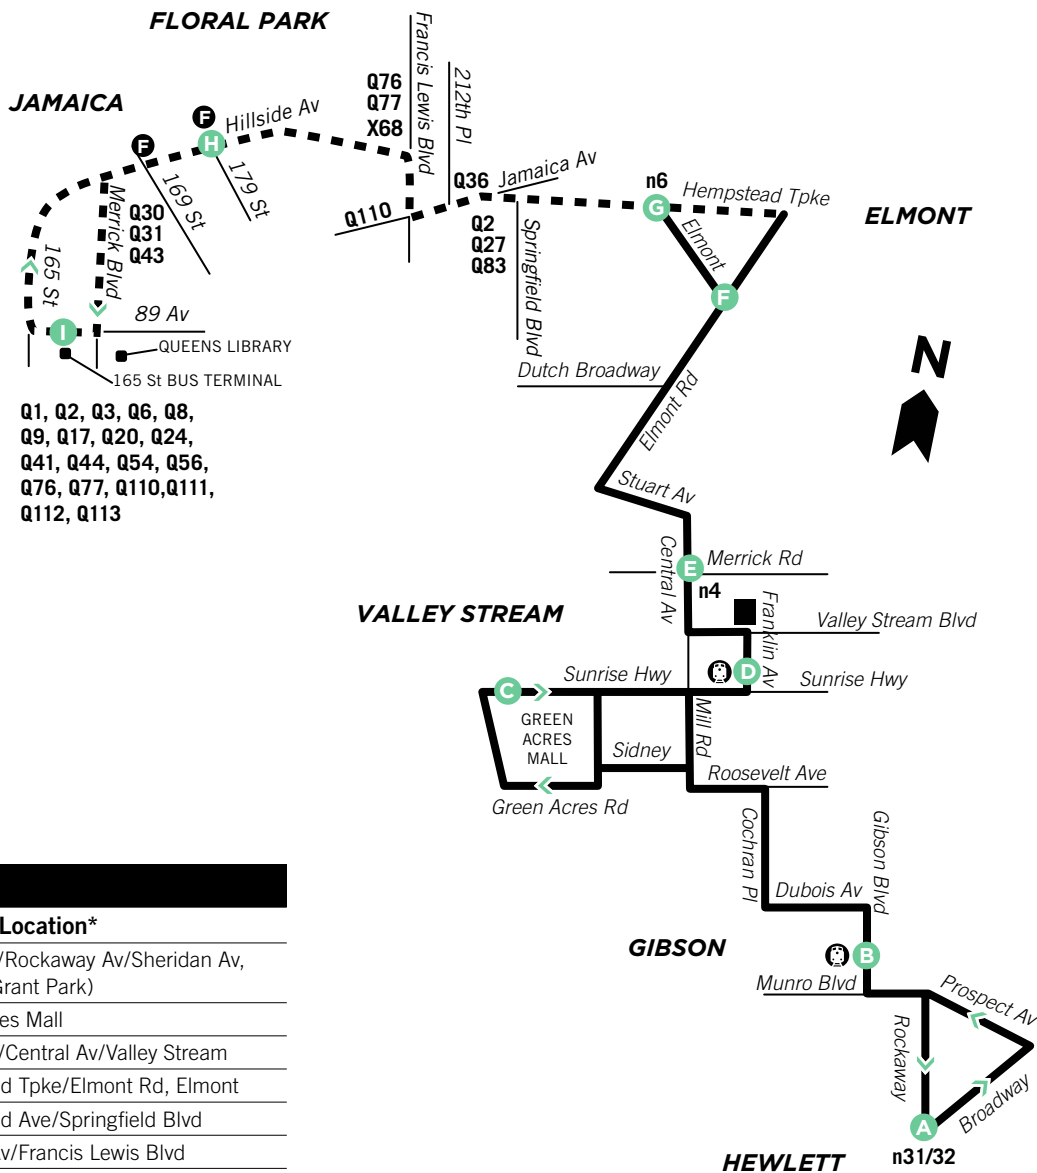 FLORAL PARK
JAMAICA
F
F
H
Hillside Av
Q76
Q77
X68
Francis Lewis Blvd
212th Pl
169 St
179 St
Merrick Blvd
Q30
Q31
Q43
165 St
Q110
Q36
Jamaica Av
Q2
Q27
Q83
Springfield Blvd
n6
G
Hempstead Tpke
ELMONT
Elmont
F
I
89 Av
QUEENS LIBRARY
165 St BUS TERMINAL
Q1, Q2, Q3, Q6, Q8,
Q9, Q17, Q20, Q24,
Q41, Q44, Q54, Q56,
Q76, Q77, Q110,Q111,
Q112, Q113
N
Dutch Broadway
Elmont Rd
Stuart Av
Central Av
E
Merrick Rd
n4
VALLEY STREAM
Franklin Av
Valley Stream Blvd
C
Sunrise Hwy
D
Sunrise Hwy
GREEN
ACRES
MALL
Mill Rd
Sidney
Roosevelt Ave
Green Acres Rd
Cochran Pl
Gibson Blvd
Dubois Av
GIBSON
B
Munro Blvd
Prospect Av
Rockaway
Broadway
A
HEWLETT
n31/32
Location*
/Rockaway Av/Sheridan Av,
Grant Park)
es Mall
/Central Av/Valley Stream
d Tpke/Elmont Rd, Elmont
d Ave/Springfield Blvd
v/Francis Lewis Blvd